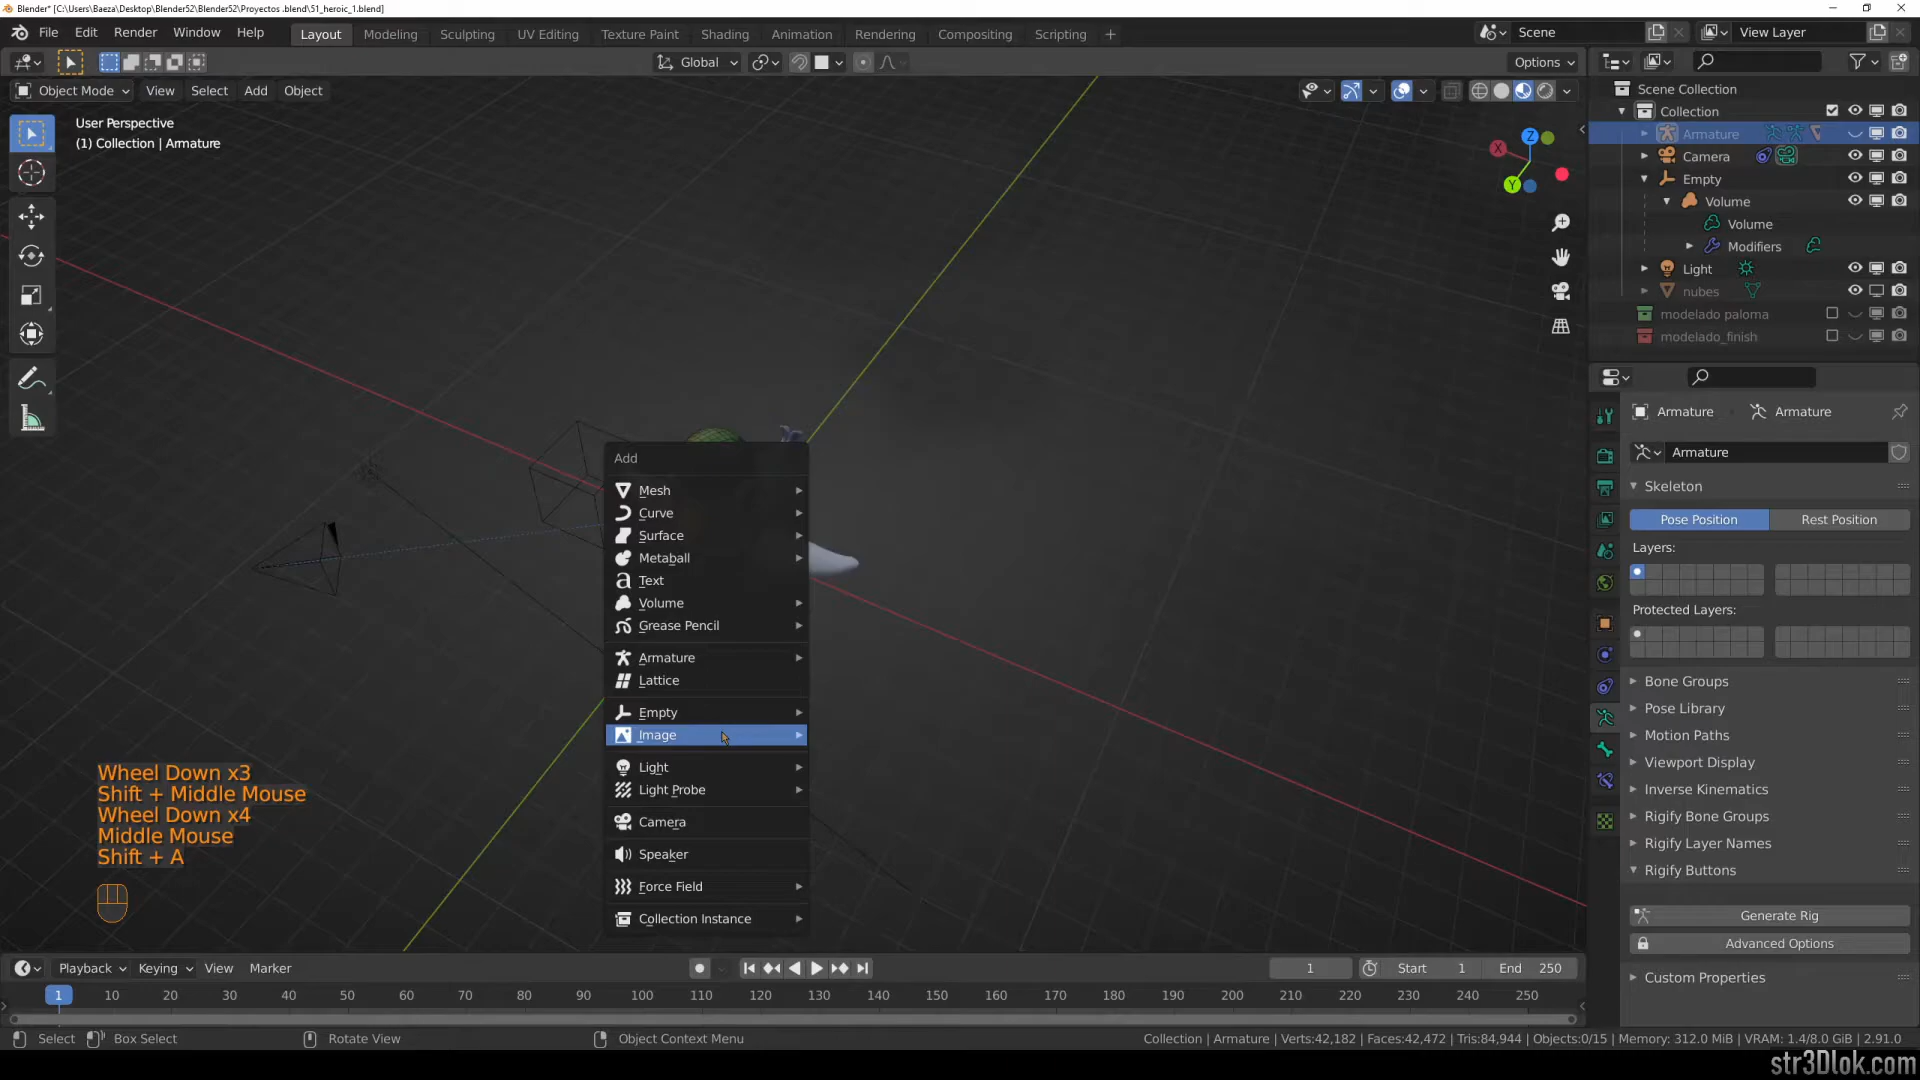 Blender* [C:\Users\Baeza\Desktop\Blender52\Blender52\Proyectos .blend\51_heroic_1.blend]
File Edit Render Window Help Layout Modeling Sculpting UV Editing Texture Paint Shading Animation Rendering Compositing Scripting + Scene View Layer
Global Options
Object Mode View Select Add Object
User Perspective
(1) Collection | Armature
X
Y
Z
Add
Mesh
Curve
Surface
Metaball
Text
Volume
Grease Pencil
Armature
Lattice
Empty
Image
Light
Light Probe
Camera
Speaker
Force Field
Collection Instance
Wheel Down x3
Shift + Middle Mouse
Wheel Down x4
Middle Mouse
Shift + A
Scene Collection
Collection
Armature
Camera
Empty
Volume
Volume
Modifiers
Light
nubes
modelado paloma
modelado_finish
Armature Armature
Armature
Skeleton
Pose Position Rest Position
Layers:
Protected Layers:
Bone Groups
Pose Library
Motion Paths
Viewport Display
Inverse Kinematics
Rigify Bone Groups
Rigify Layer Names
Rigify Buttons
Generate Rig
Advanced Options
Custom Properties
Playback Keying View Marker 1 Start 1 End 250
1 10 20 30 40 50 60 70 80 90 100 110 120 130 140 150 160 170 180 190 200 210 220 230 240 250
Select Box Select Rotate View Object Context Menu Collection | Armature | Verts:42,182 | Faces:42,472 | Tris:84,944 | Objects:0/15 | Memory: 312.0 MiB | VRAM: 1.4/8.0 GiB | 2.91.0
str3Dlok.com